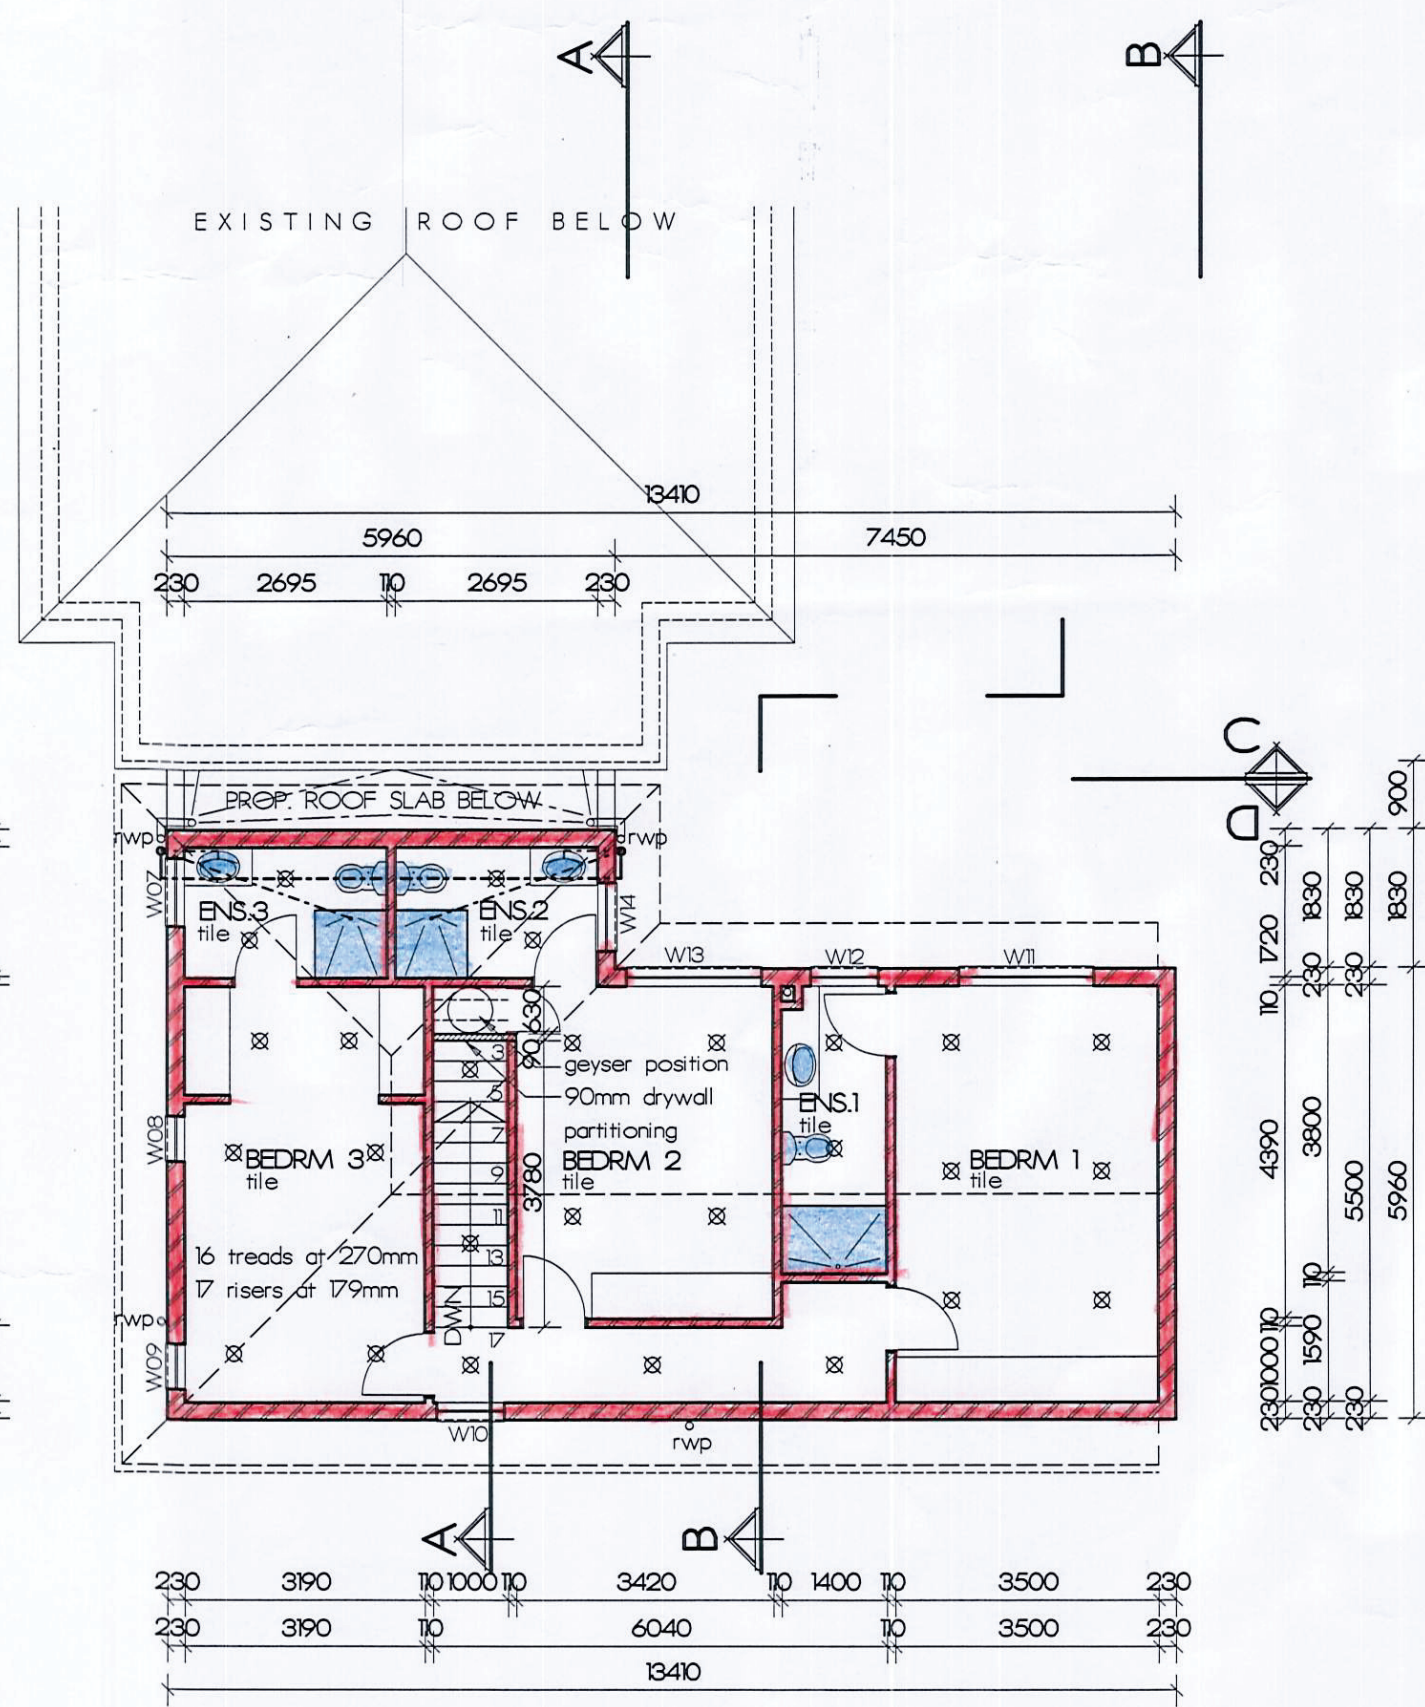 A
B
EXISTING ROOF BELOW
13410
5960 7450
230 2695 110 2695 230
C
D
900
PROP. ROOF SLAB BELOW
rwp rwp
W07
ENS.3
tile
ENS.2
tile
W14
W13 W12 W11
230 1830 1830 1830
1720
110 230 230
630
90
3
5
7
9
11
13
15
17
DWN
geyser position
90mm drywall
partitioning
BEDRM 2
tile
3780
ENS.1
tile
BEDRM 1
tile
W08
BEDRM 3
tile
16 treads at 270mm
17 risers at 179mm
rwp
W09
W10
rwp
4390 3800 5500 5960
110 110
1000 1590
230 230 230
A
B
230 3190 110 1000 110 3420 110 1400 110 3500 230
230 3190 110 6040 110 3500 230
13410